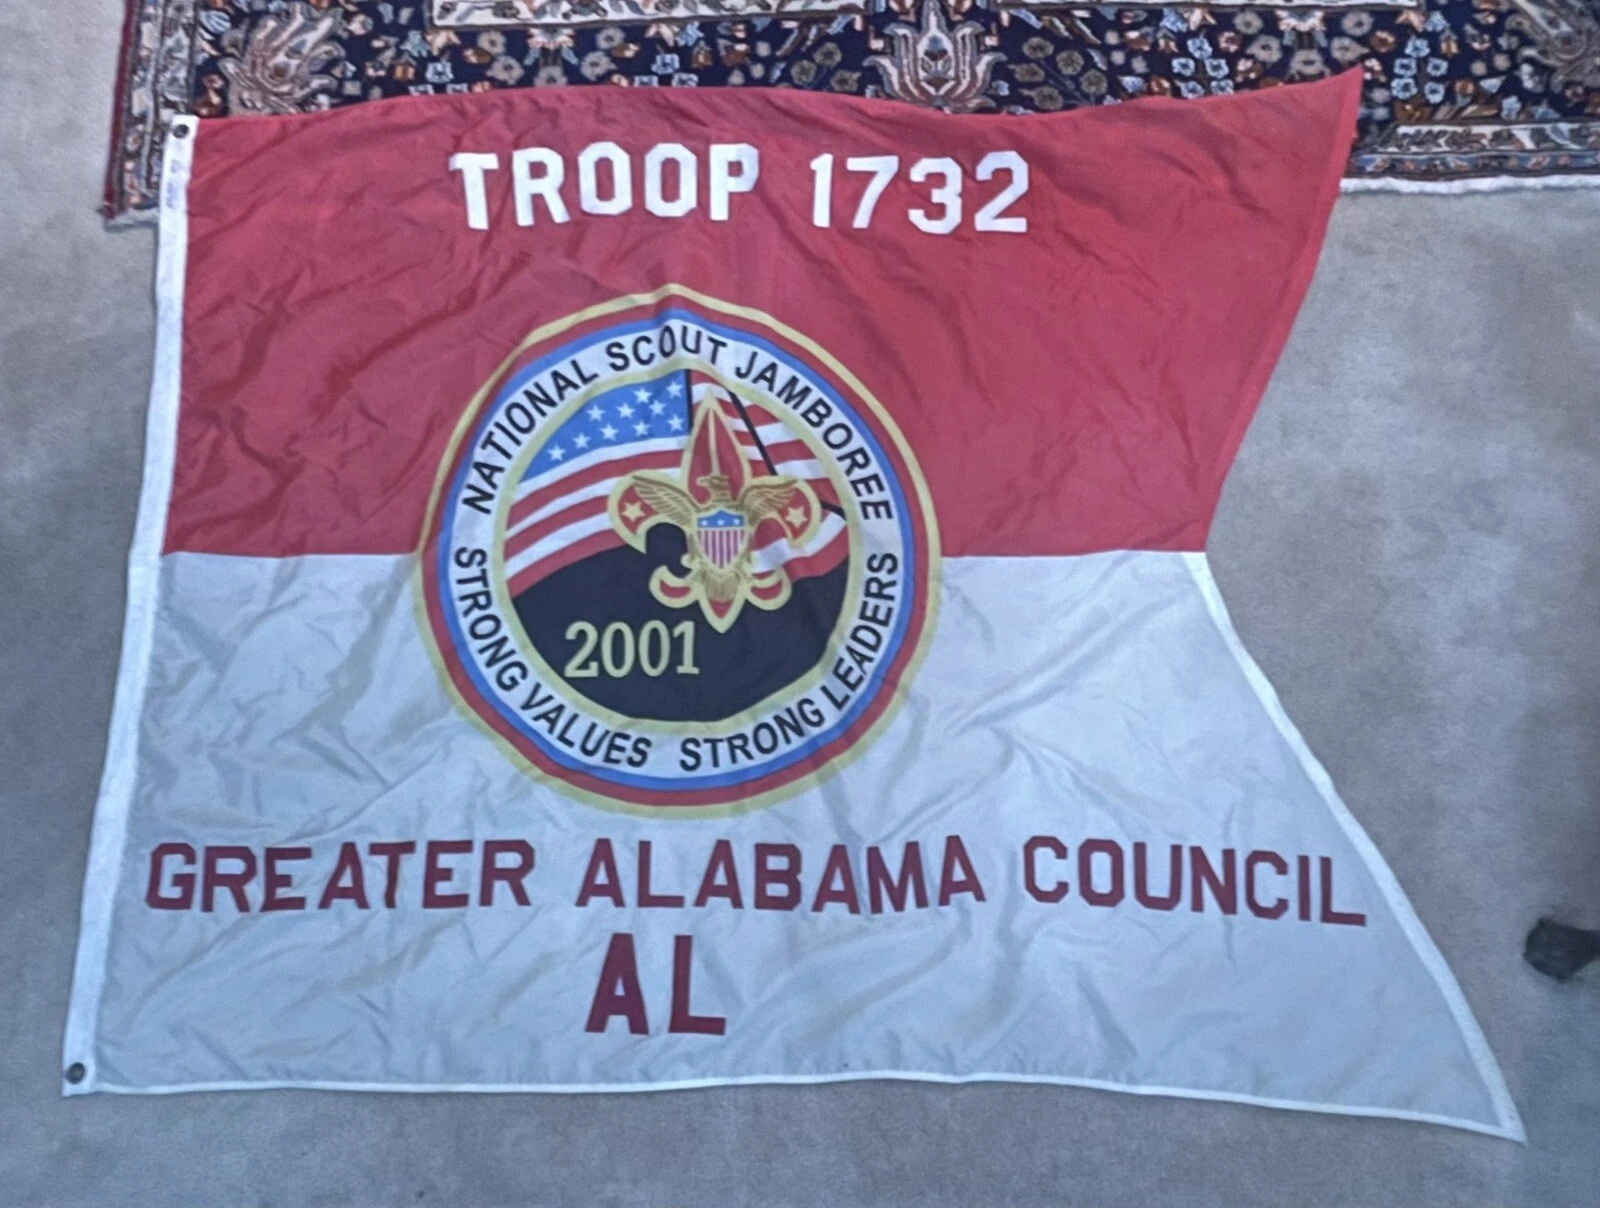 TROOP 1732
NATIONAL SCOUT JAMBOREE
2001
STRONG VALUES STRONG LEADERS
GREATER ALABAMA COUNCIL
AL